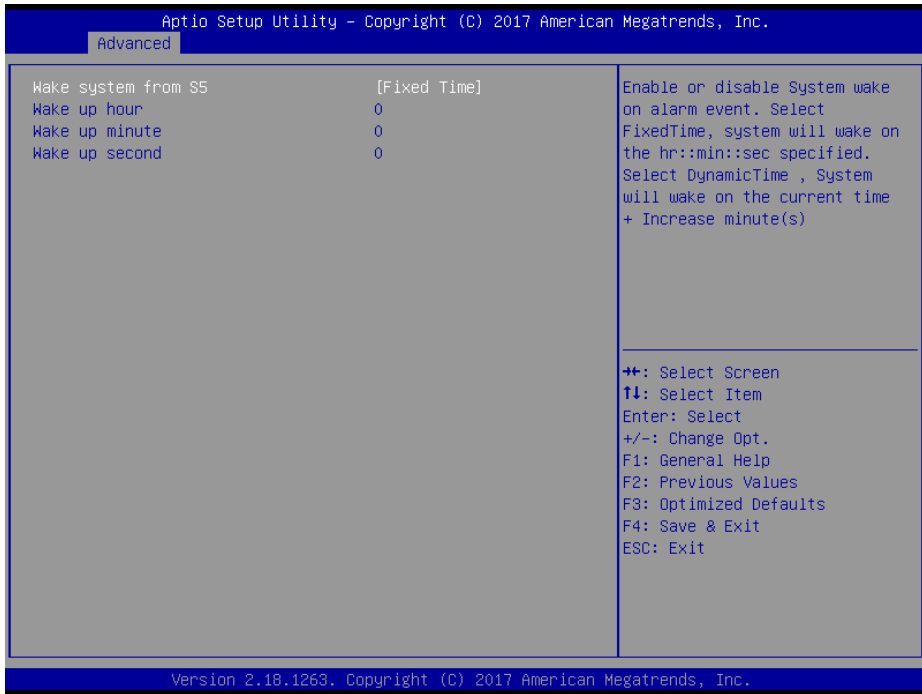 Aptio Setup Utility – Copyright (C) 2017 American Megatrends, Inc.
Advanced
Wake system from S5 [Fixed Time]
Wake up hour 0
Wake up minute 0
Wake up second 0
Enable or disable System wake
on alarm event. Select
FixedTime, system will wake on
the hr::min::sec specified.
Select DynamicTime , System
will wake on the current time
+ Increase minute(s)
→←: Select Screen
↑↓: Select Item
Enter: Select
+/-: Change Opt.
F1: General Help
F2: Previous Values
F3: Optimized Defaults
F4: Save & Exit
ESC: Exit
Version 2.18.1263. Copyright (C) 2017 American Megatrends, Inc.